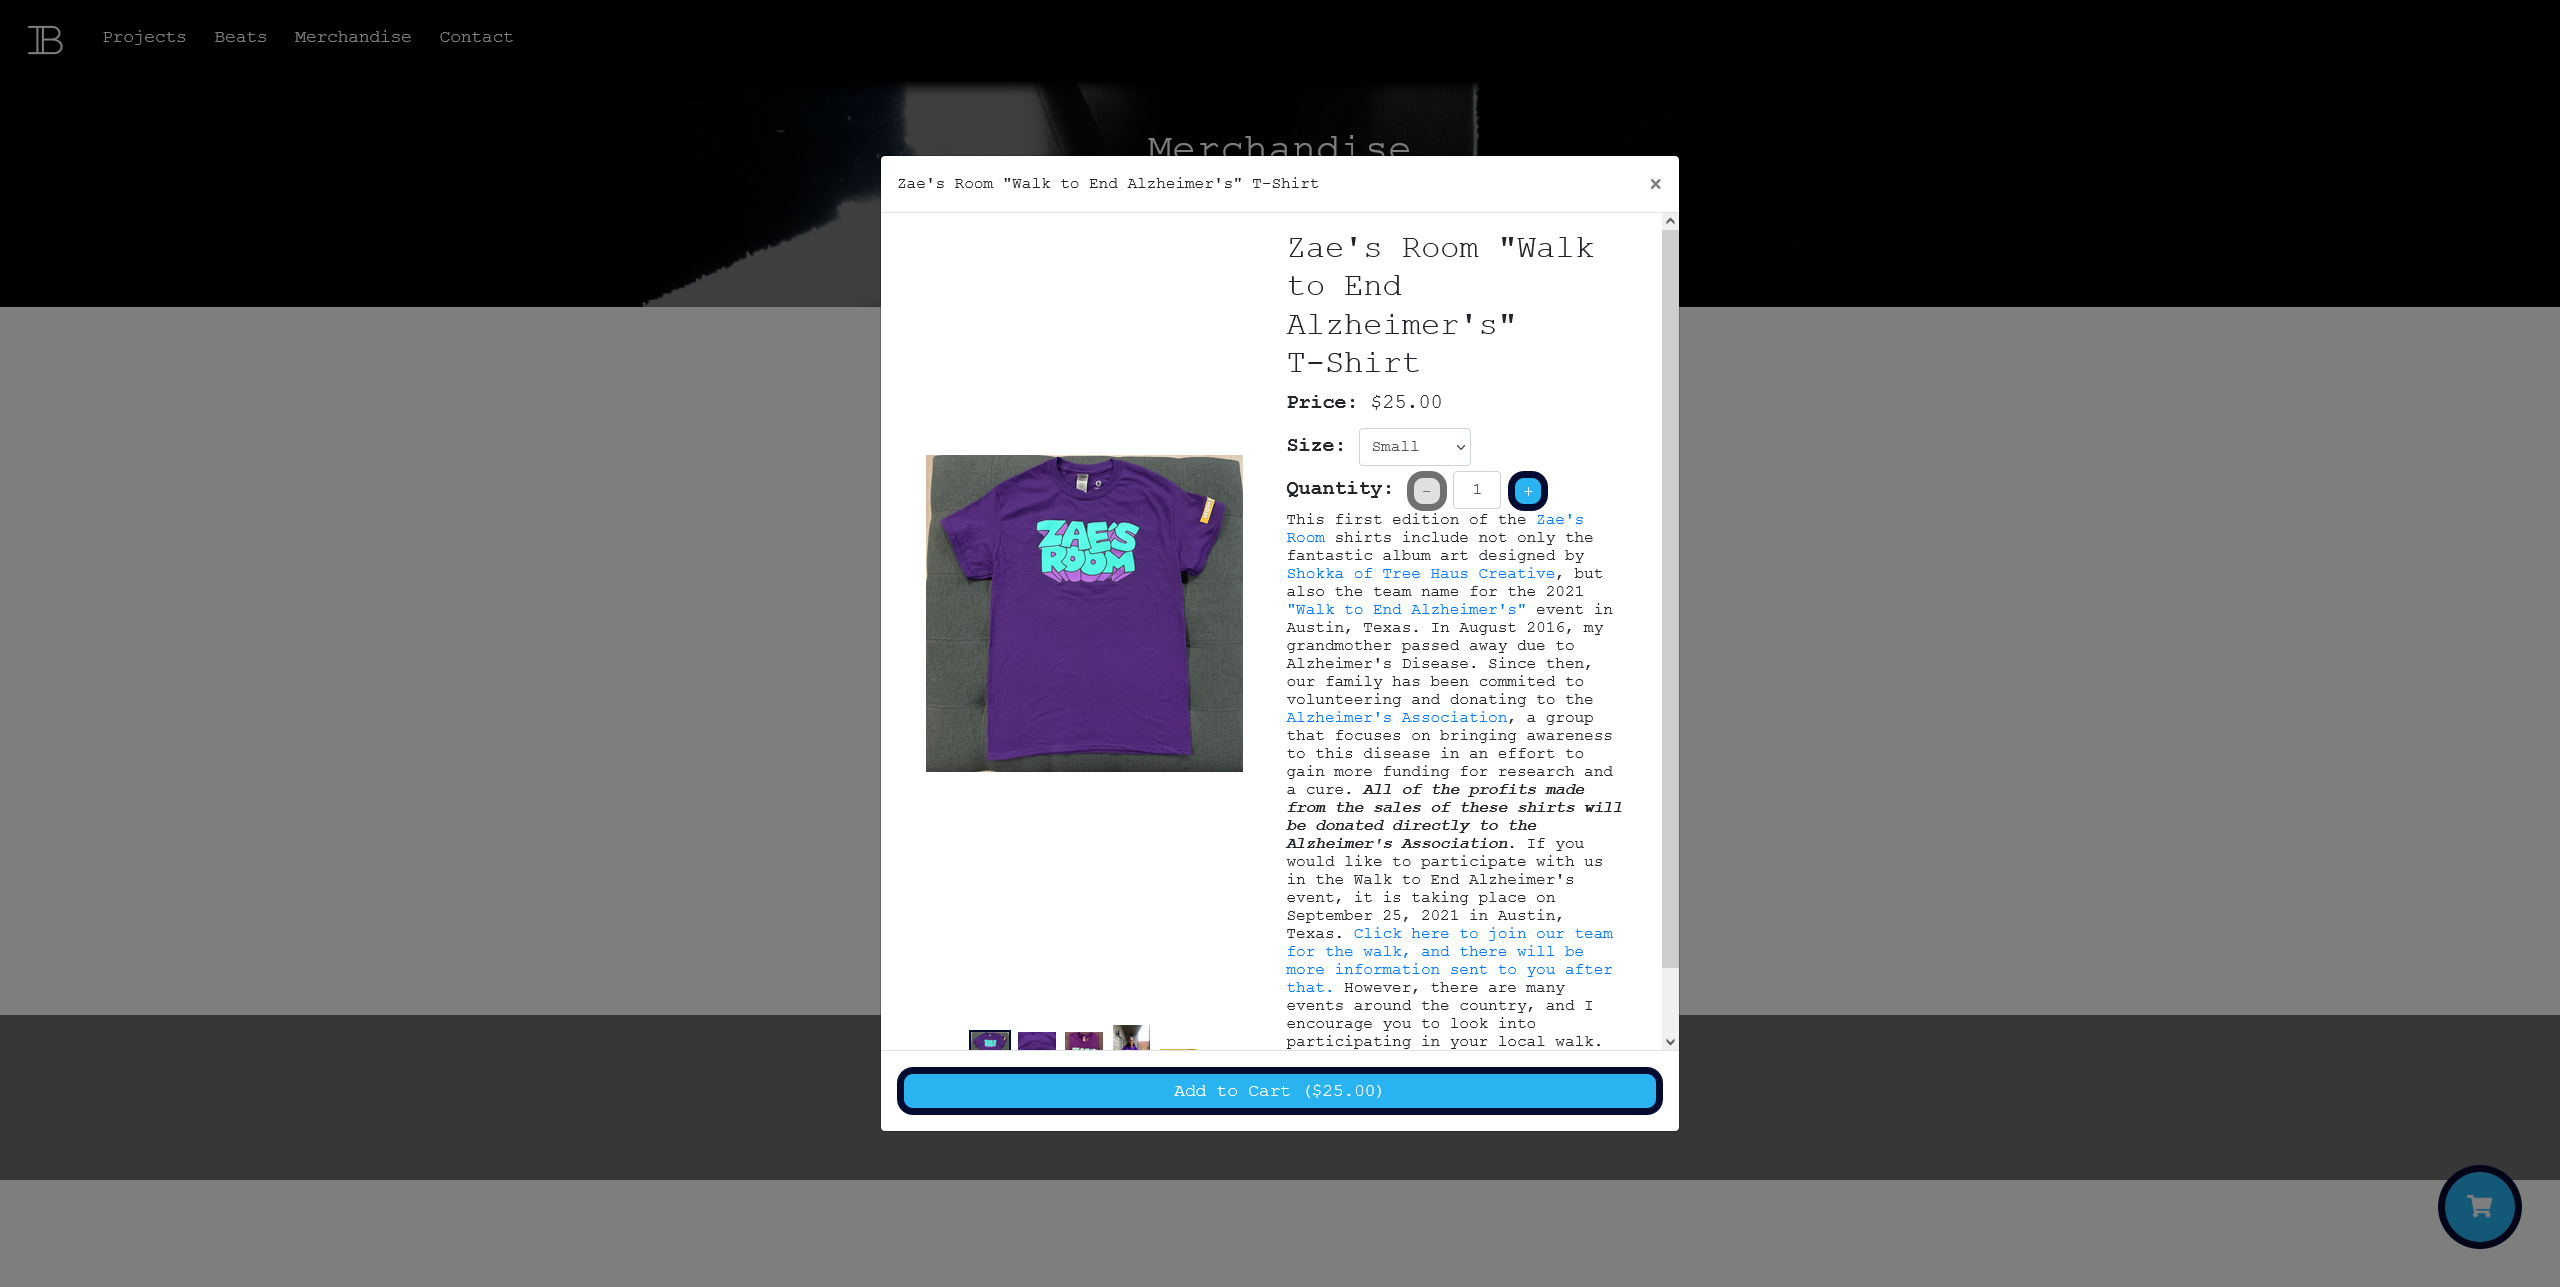 B Projects Beats Merchandise Contact
Merchandise
Zae's Room "Walk to End Alzheimer's" T-Shirt ×
Zae's Room "Walk
to End
Alzheimer's"
T-Shirt
Price: $25.00
Size: Small
Quantity: - 1 +
ZAE'S
ROOM
This first edition of the Zae's
Room shirts include not only the
fantastic album art designed by
Shokka of Tree Haus Creative, but
also the team name for the 2021
"Walk to End Alzheimer's" event in
Austin, Texas. In August 2016, my
grandmother passed away due to
Alzheimer's Disease. Since then,
our family has been commited to
volunteering and donating to the
Alzheimer's Association, a group
that focuses on bringing awareness
to this disease in an effort to
gain more funding for research and
a cure. All of the profits made
from the sales of these shirts will
be donated directly to the
Alzheimer's Association. If you
would like to participate with us
in the Walk to End Alzheimer's
event, it is taking place on
September 25, 2021 in Austin,
Texas. Click here to join our team
for the walk, and there will be
more information sent to you after
that. However, there are many
events around the country, and I
encourage you to look into
participating in your local walk.
Add to Cart ($25.00)